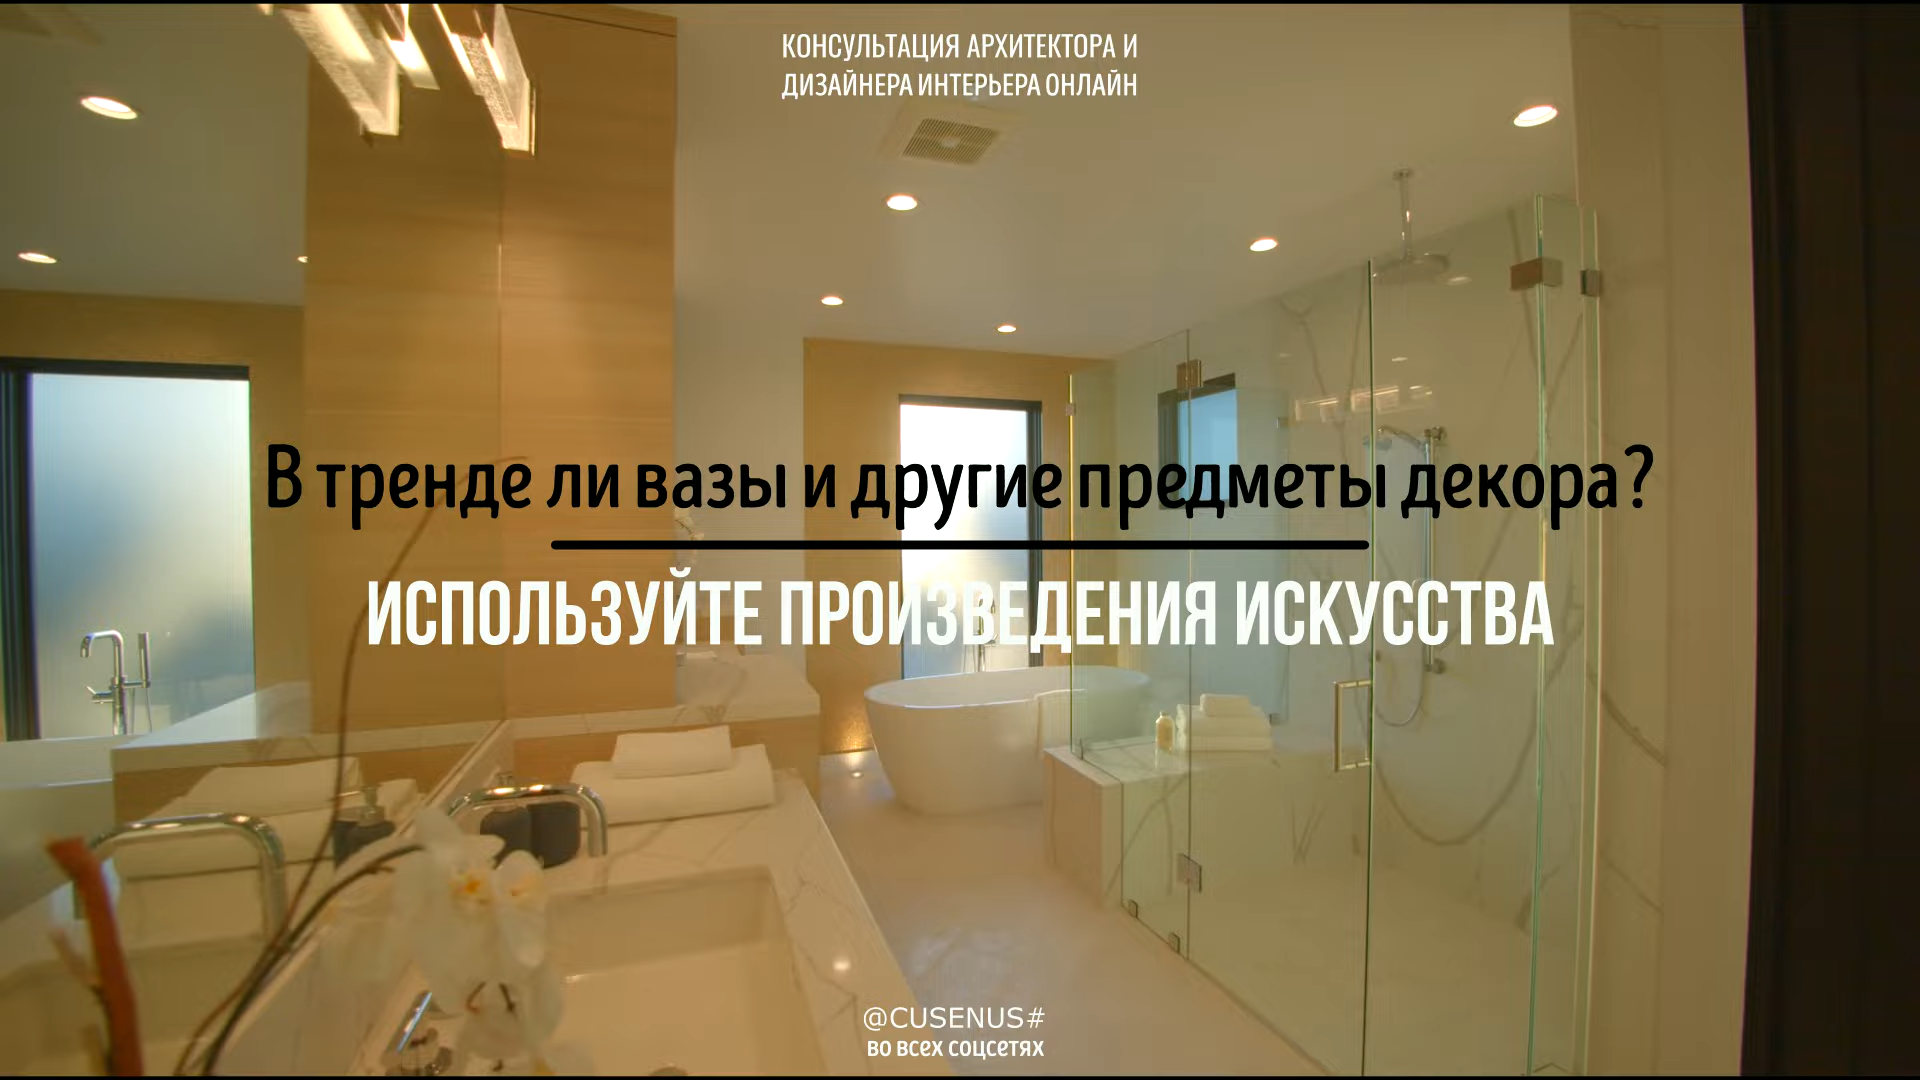 КОНСУЛЬТАЦИЯ АРХИТЕКТОРА И
ДИЗАЙНЕРА ИНТЕРЬЕРА ОНЛАЙН
В тренде ли вазы и другие предметы декора?
ИСПОЛЬЗУЙТЕ ПРОИЗВЕДЕНИЯ ИСКУССТВА
@CUSENUS#
во всех соцсетях